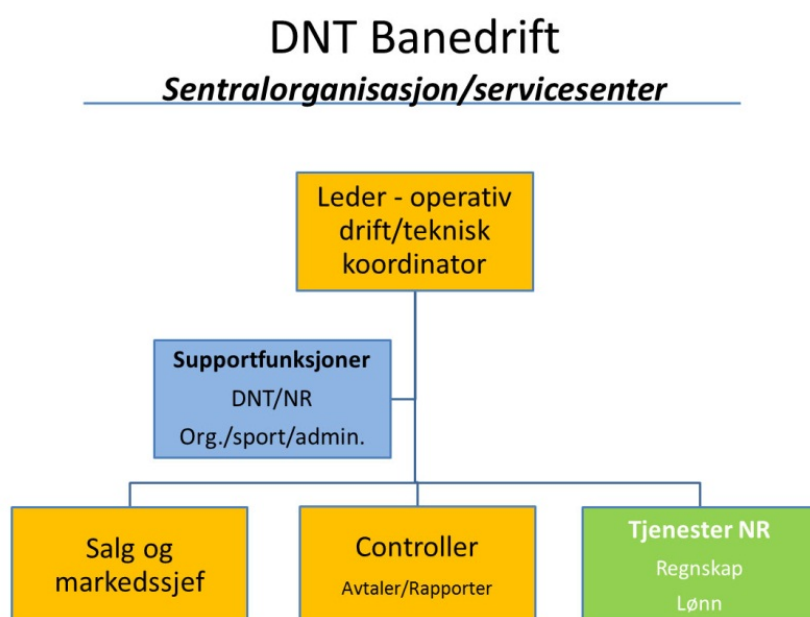 DNT Banedrift
Sentralorganisasjon/servicesenter
Leder - operativ
drift/teknisk
koordinator
Supportfunksjoner
DNT/NR
Org./sport/admin.
Salg og
markedssjef
Controller
Avtaler/Rapporter
Tjenester NR
Regnskap
Lønn